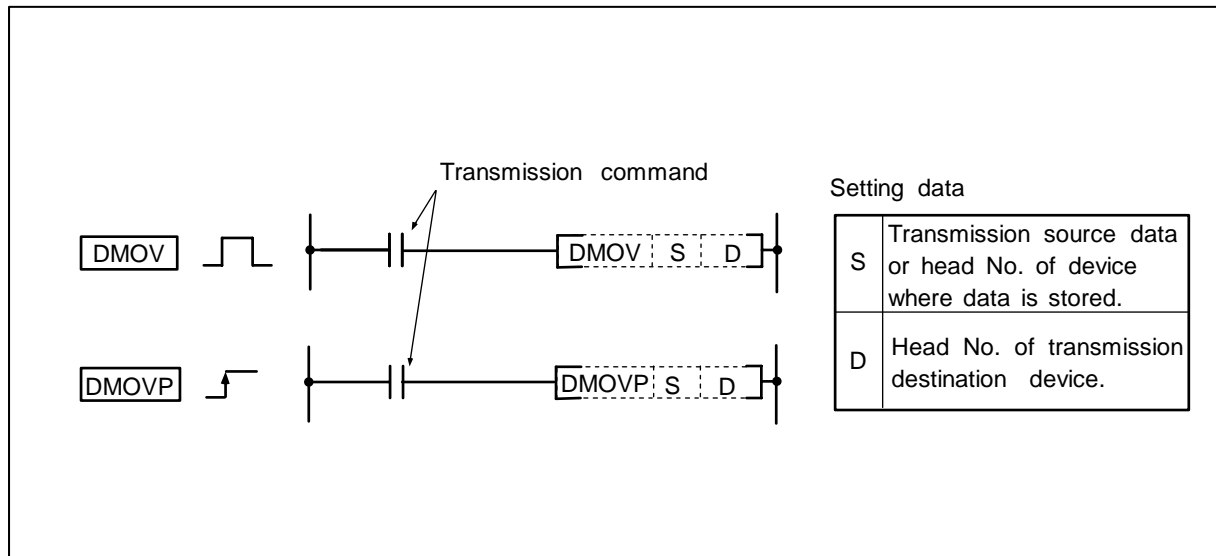 Transmission command
Setting data
DMOV
DMOV S D
S
Transmission source data
or head No. of device
where data is stored.
DMOVP
DMOVP S D
D
Head No. of transmission
destination device.